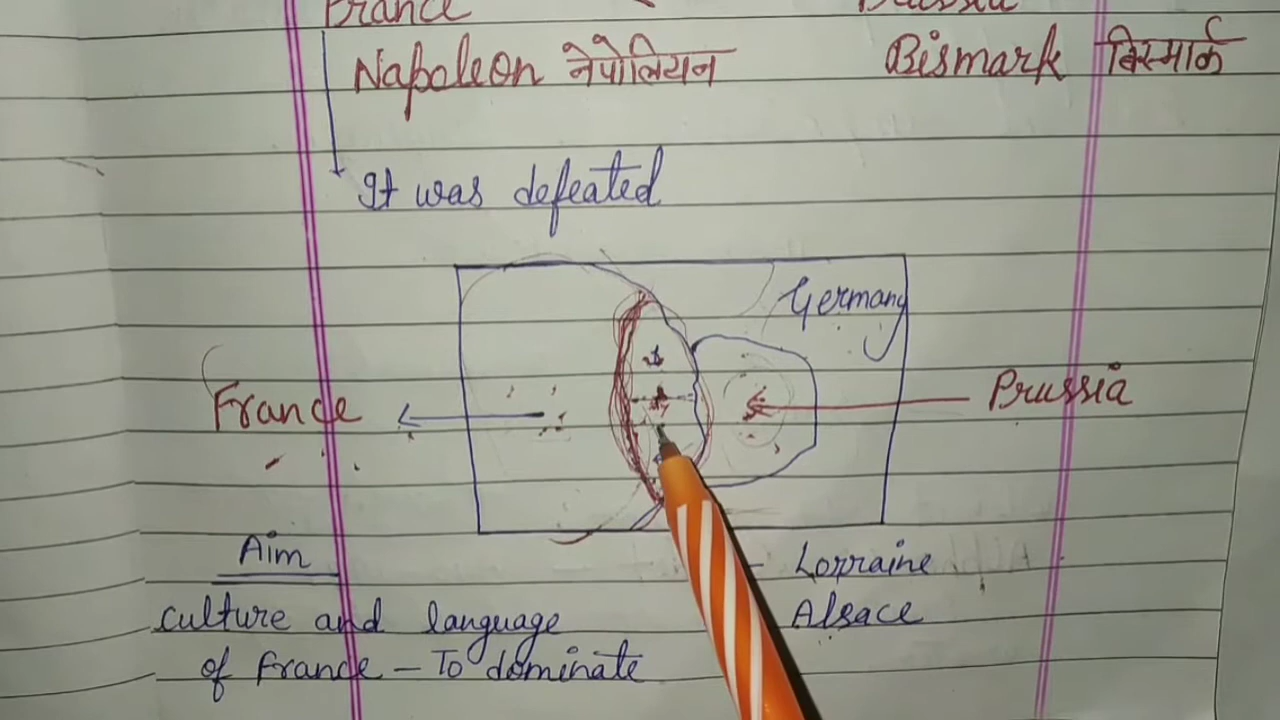 France
Napoleon नेपोलियन
Bismark बिस्मार्क
It was defeated
Germany
France
Prussia
Aim
culture and language
of France – To dominate
Lorraine
Alsace